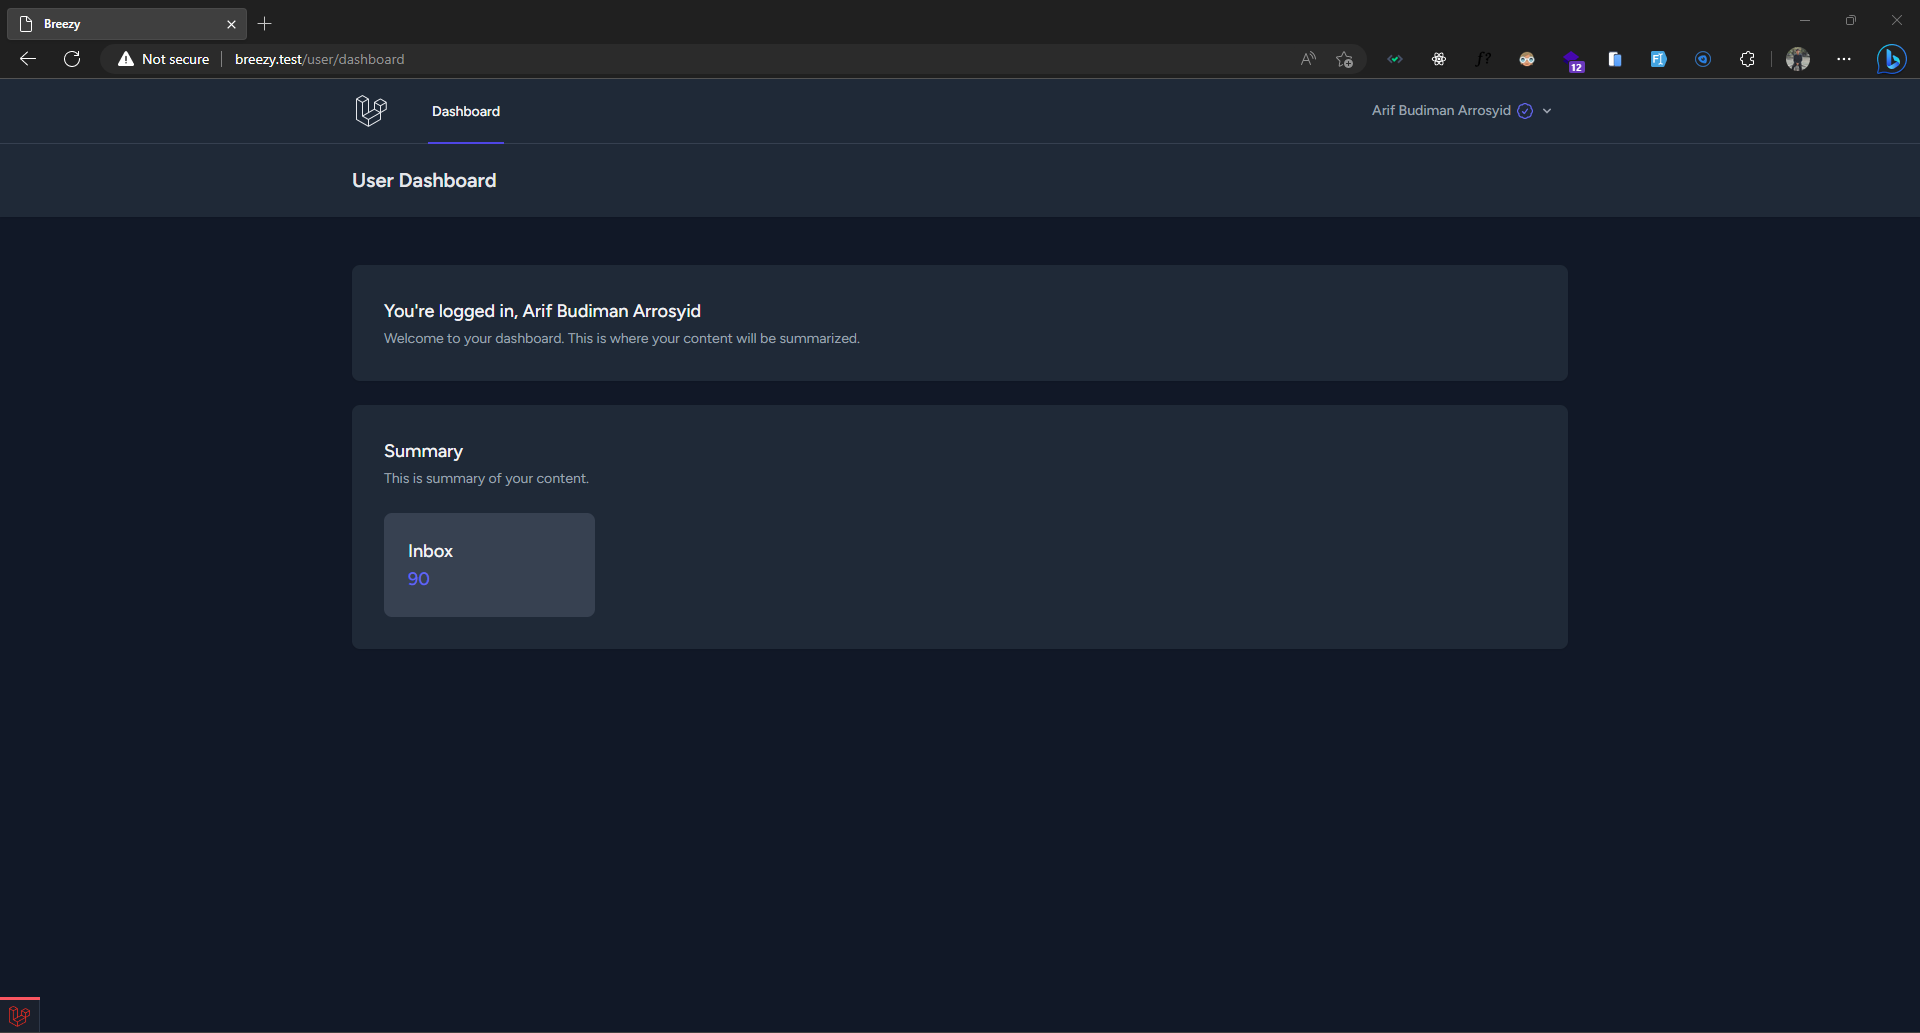 Breezy
Not secure
breezy.test/user/dashboard
12
Dashboard
Arif Budiman Arrosyid
User Dashboard
You're logged in, Arif Budiman Arrosyid
Welcome to your dashboard. This is where your content will be summarized.
Summary
This is summary of your content.
Inbox
90